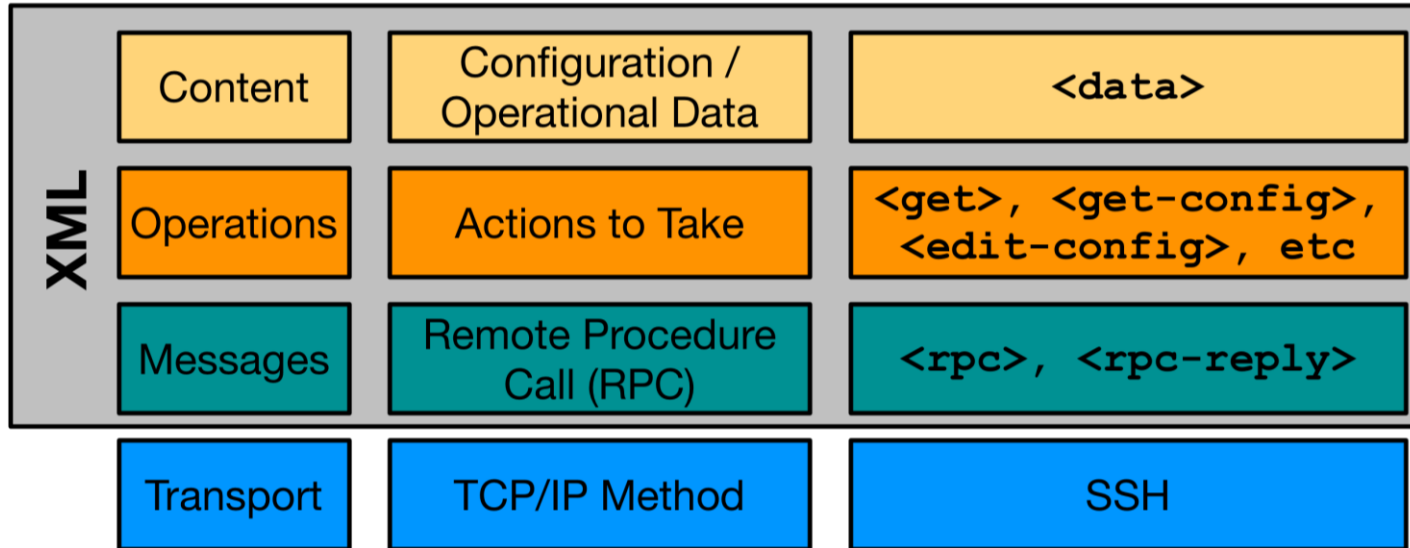 XML
Content
Configuration /
Operational Data
<data>
Operations
Actions to Take
<get>, <get-config>,
<edit-config>, etc
Messages
Remote Procedure
Call (RPC)
<rpc>, <rpc-reply>
Transport
TCP/IP Method
SSH